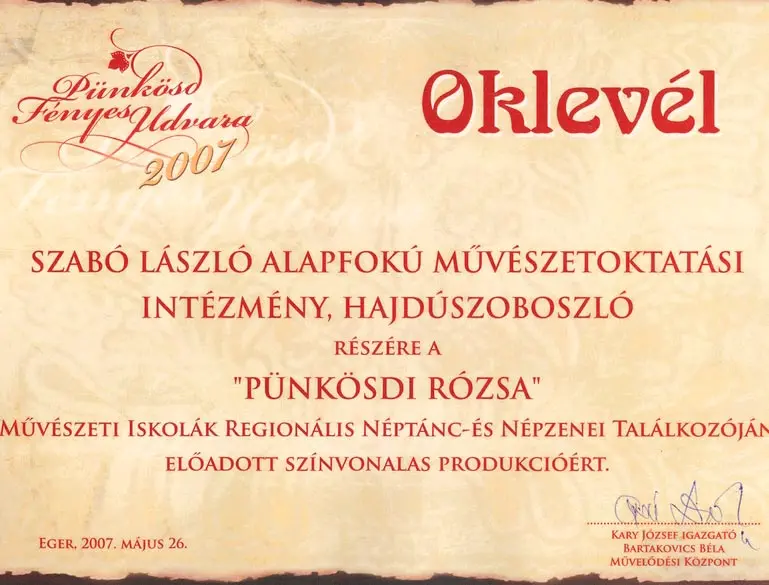 Pünkösd
Fényes Udvara
2007
Oklevél
SZABÓ LÁSZLÓ ALAPFOKÚ MŰVÉSZETOKTATÁSI
INTÉZMÉNY, HAJDÚSZOBOSZLÓ
RÉSZÉRE A
"PÜNKÖSDI RÓZSA"
MŰVÉSZETI ISKOLÁK REGIONÁLIS NÉPTÁNC-ÉS NÉPZENEI TALÁLKOZÓJÁN
ELŐADOTT SZÍNVONALAS PRODUKCIÓÉRT.
EGER, 2007. MÁJUS 26.
KARY JÓZSEF IGAZGATÓ
BARTAKOVICS BÉLA
MŰVELŐDÉSI KÖZPONT